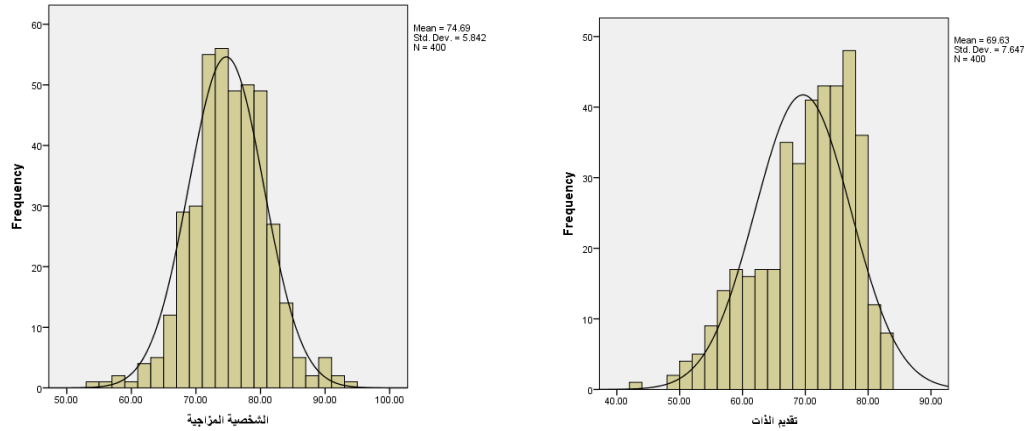 Mean = 74.69
Std. Dev. = 5.842
N = 400
60
50
40
30
20
10
0
Frequency
50.00 60.00 70.00 80.00 90.00 100.00
الشخصية المزاجية
Mean = 69.63
Std. Dev. = 7.647
N = 400
50
40
30
20
10
0
Frequency
40.00 50.00 60.00 70.00 80.00 90.00
تقديم الذات